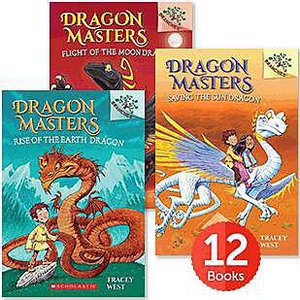 DRAGON
MASTERS
FLIGHT OF THE MOON DRA
DRAGON
MASTERS
SAVING THE SUN DRAGON
DRAGON
MASTERS
RISE OF THE EARTH DRAGON
TRACEY
WEST
SCHOLASTIC
TRACEY
WEST
12
Books